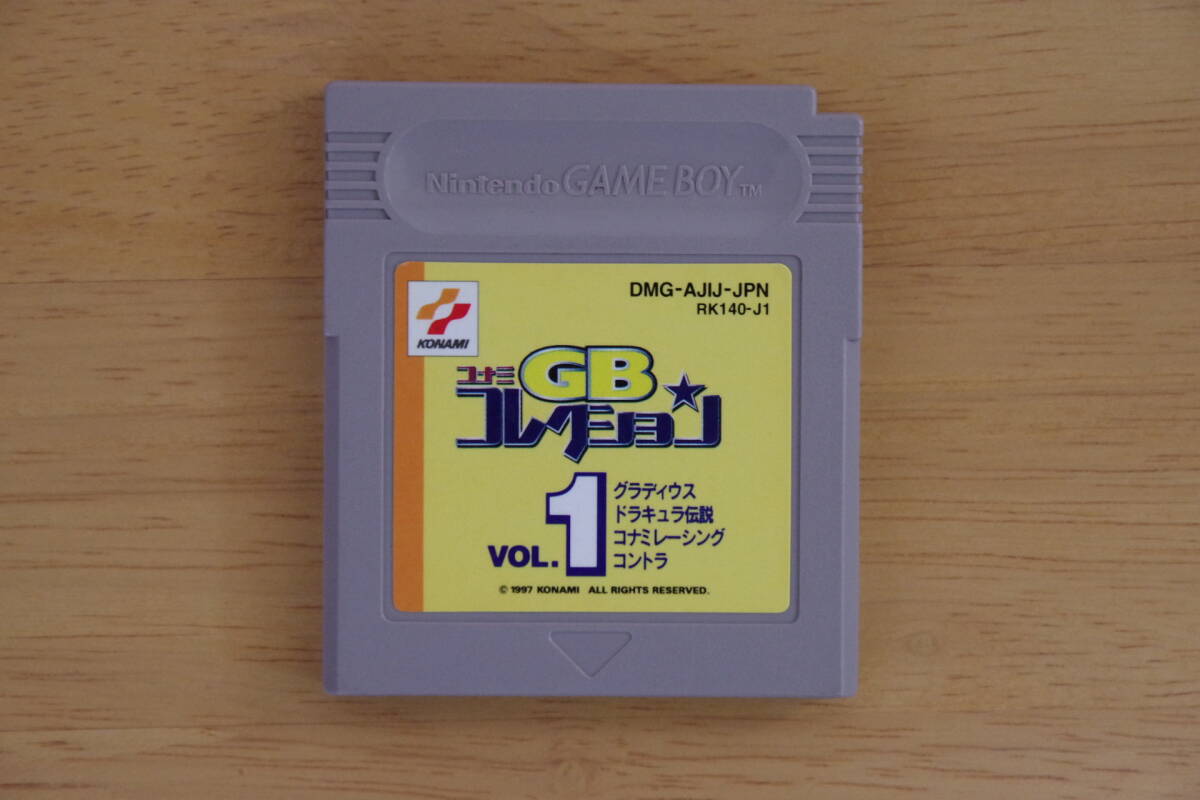 Nintendo GAME BOY TM
DMG-AJIJ-JPN
RK140-J1
KONAMI
コナミ GB
コレクション
VOL. 1
グラディウス
ドラキュラ伝説
コナミレーシング
コントラ
© 1997 KONAMI ALL RIGHTS RESERVED.